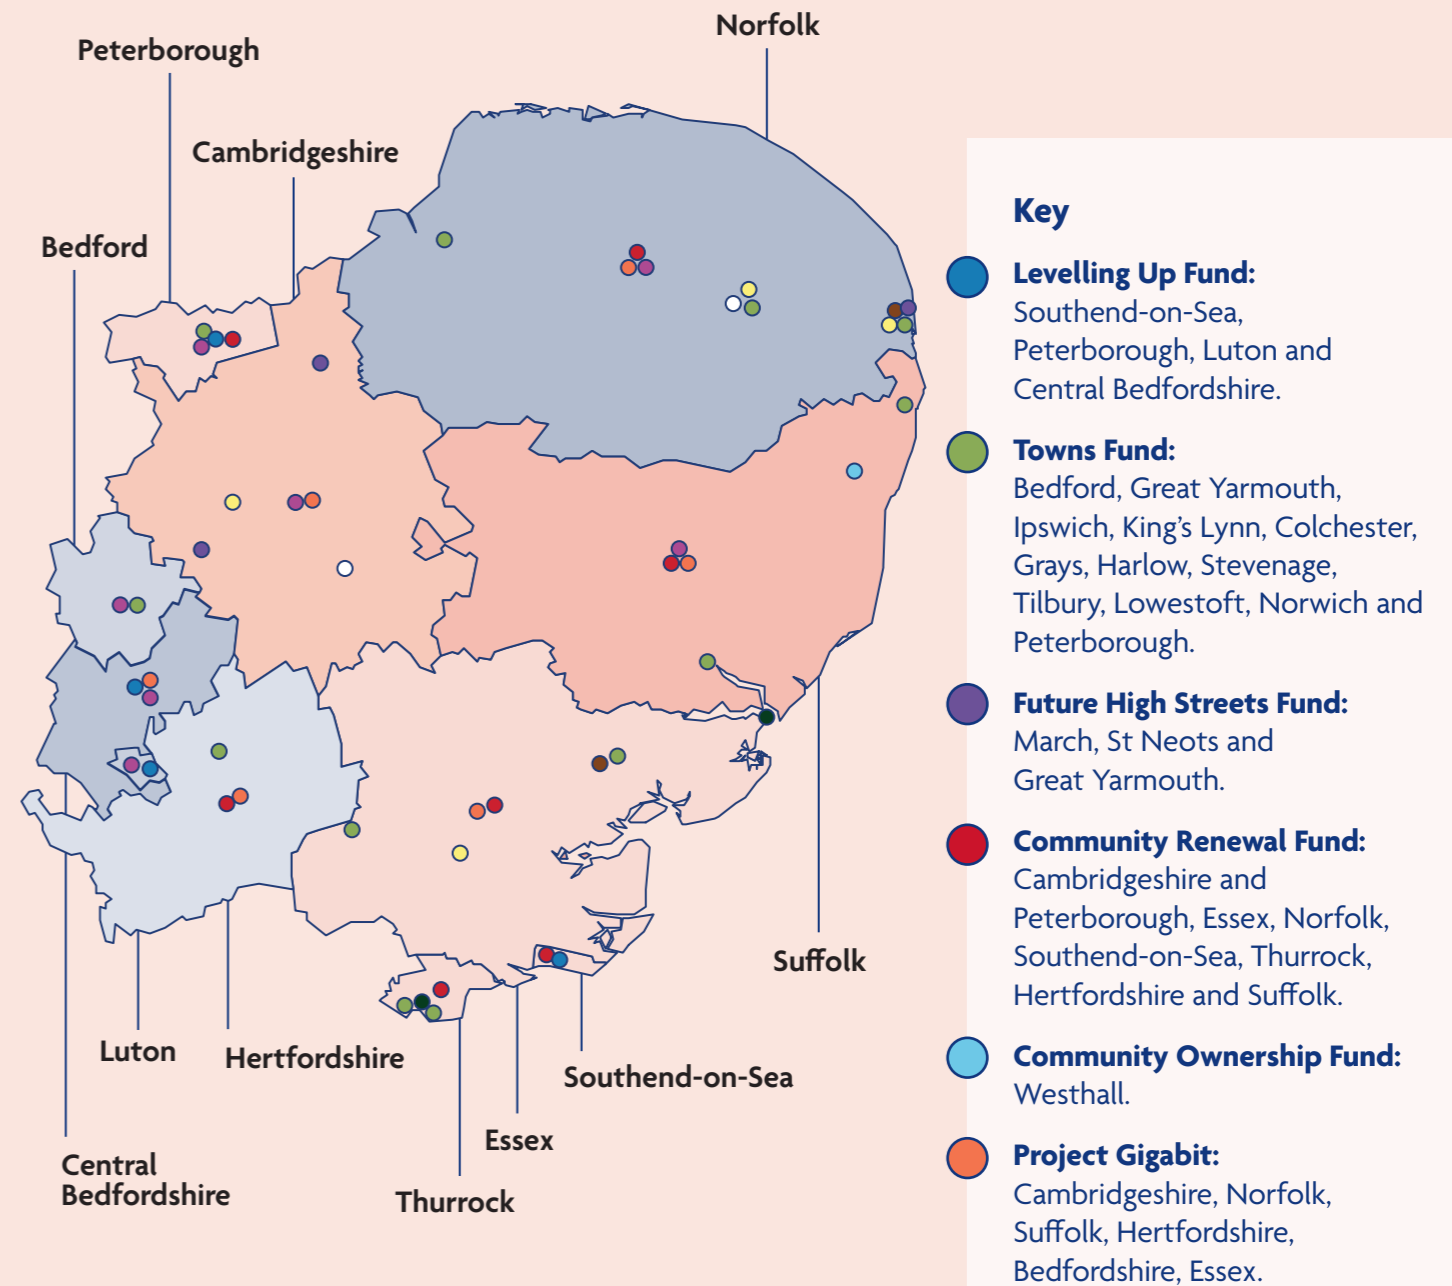 Norfolk
Peterborough
Cambridgeshire
Bedford
Suffolk
Luton
Hertfordshire
Southend-on-Sea
Essex
Central
Bedfordshire
Thurrock
Key
Levelling Up Fund:
Southend-on-Sea,
Peterborough, Luton and
Central Bedfordshire.
Towns Fund:
Bedford, Great Yarmouth,
Ipswich, King’s Lynn, Colchester,
Grays, Harlow, Stevenage,
Tilbury, Lowestoft, Norwich and
Peterborough.
Future High Streets Fund:
March, St Neots and
Great Yarmouth.
Community Renewal Fund:
Cambridgeshire and
Peterborough, Essex, Norfolk,
Southend-on-Sea, Thurrock,
Hertfordshire and Suffolk.
Community Ownership Fund:
Westhall.
Project Gigabit:
Cambridgeshire, Norfolk,
Suffolk, Hertfordshire,
Bedfordshire, Essex.